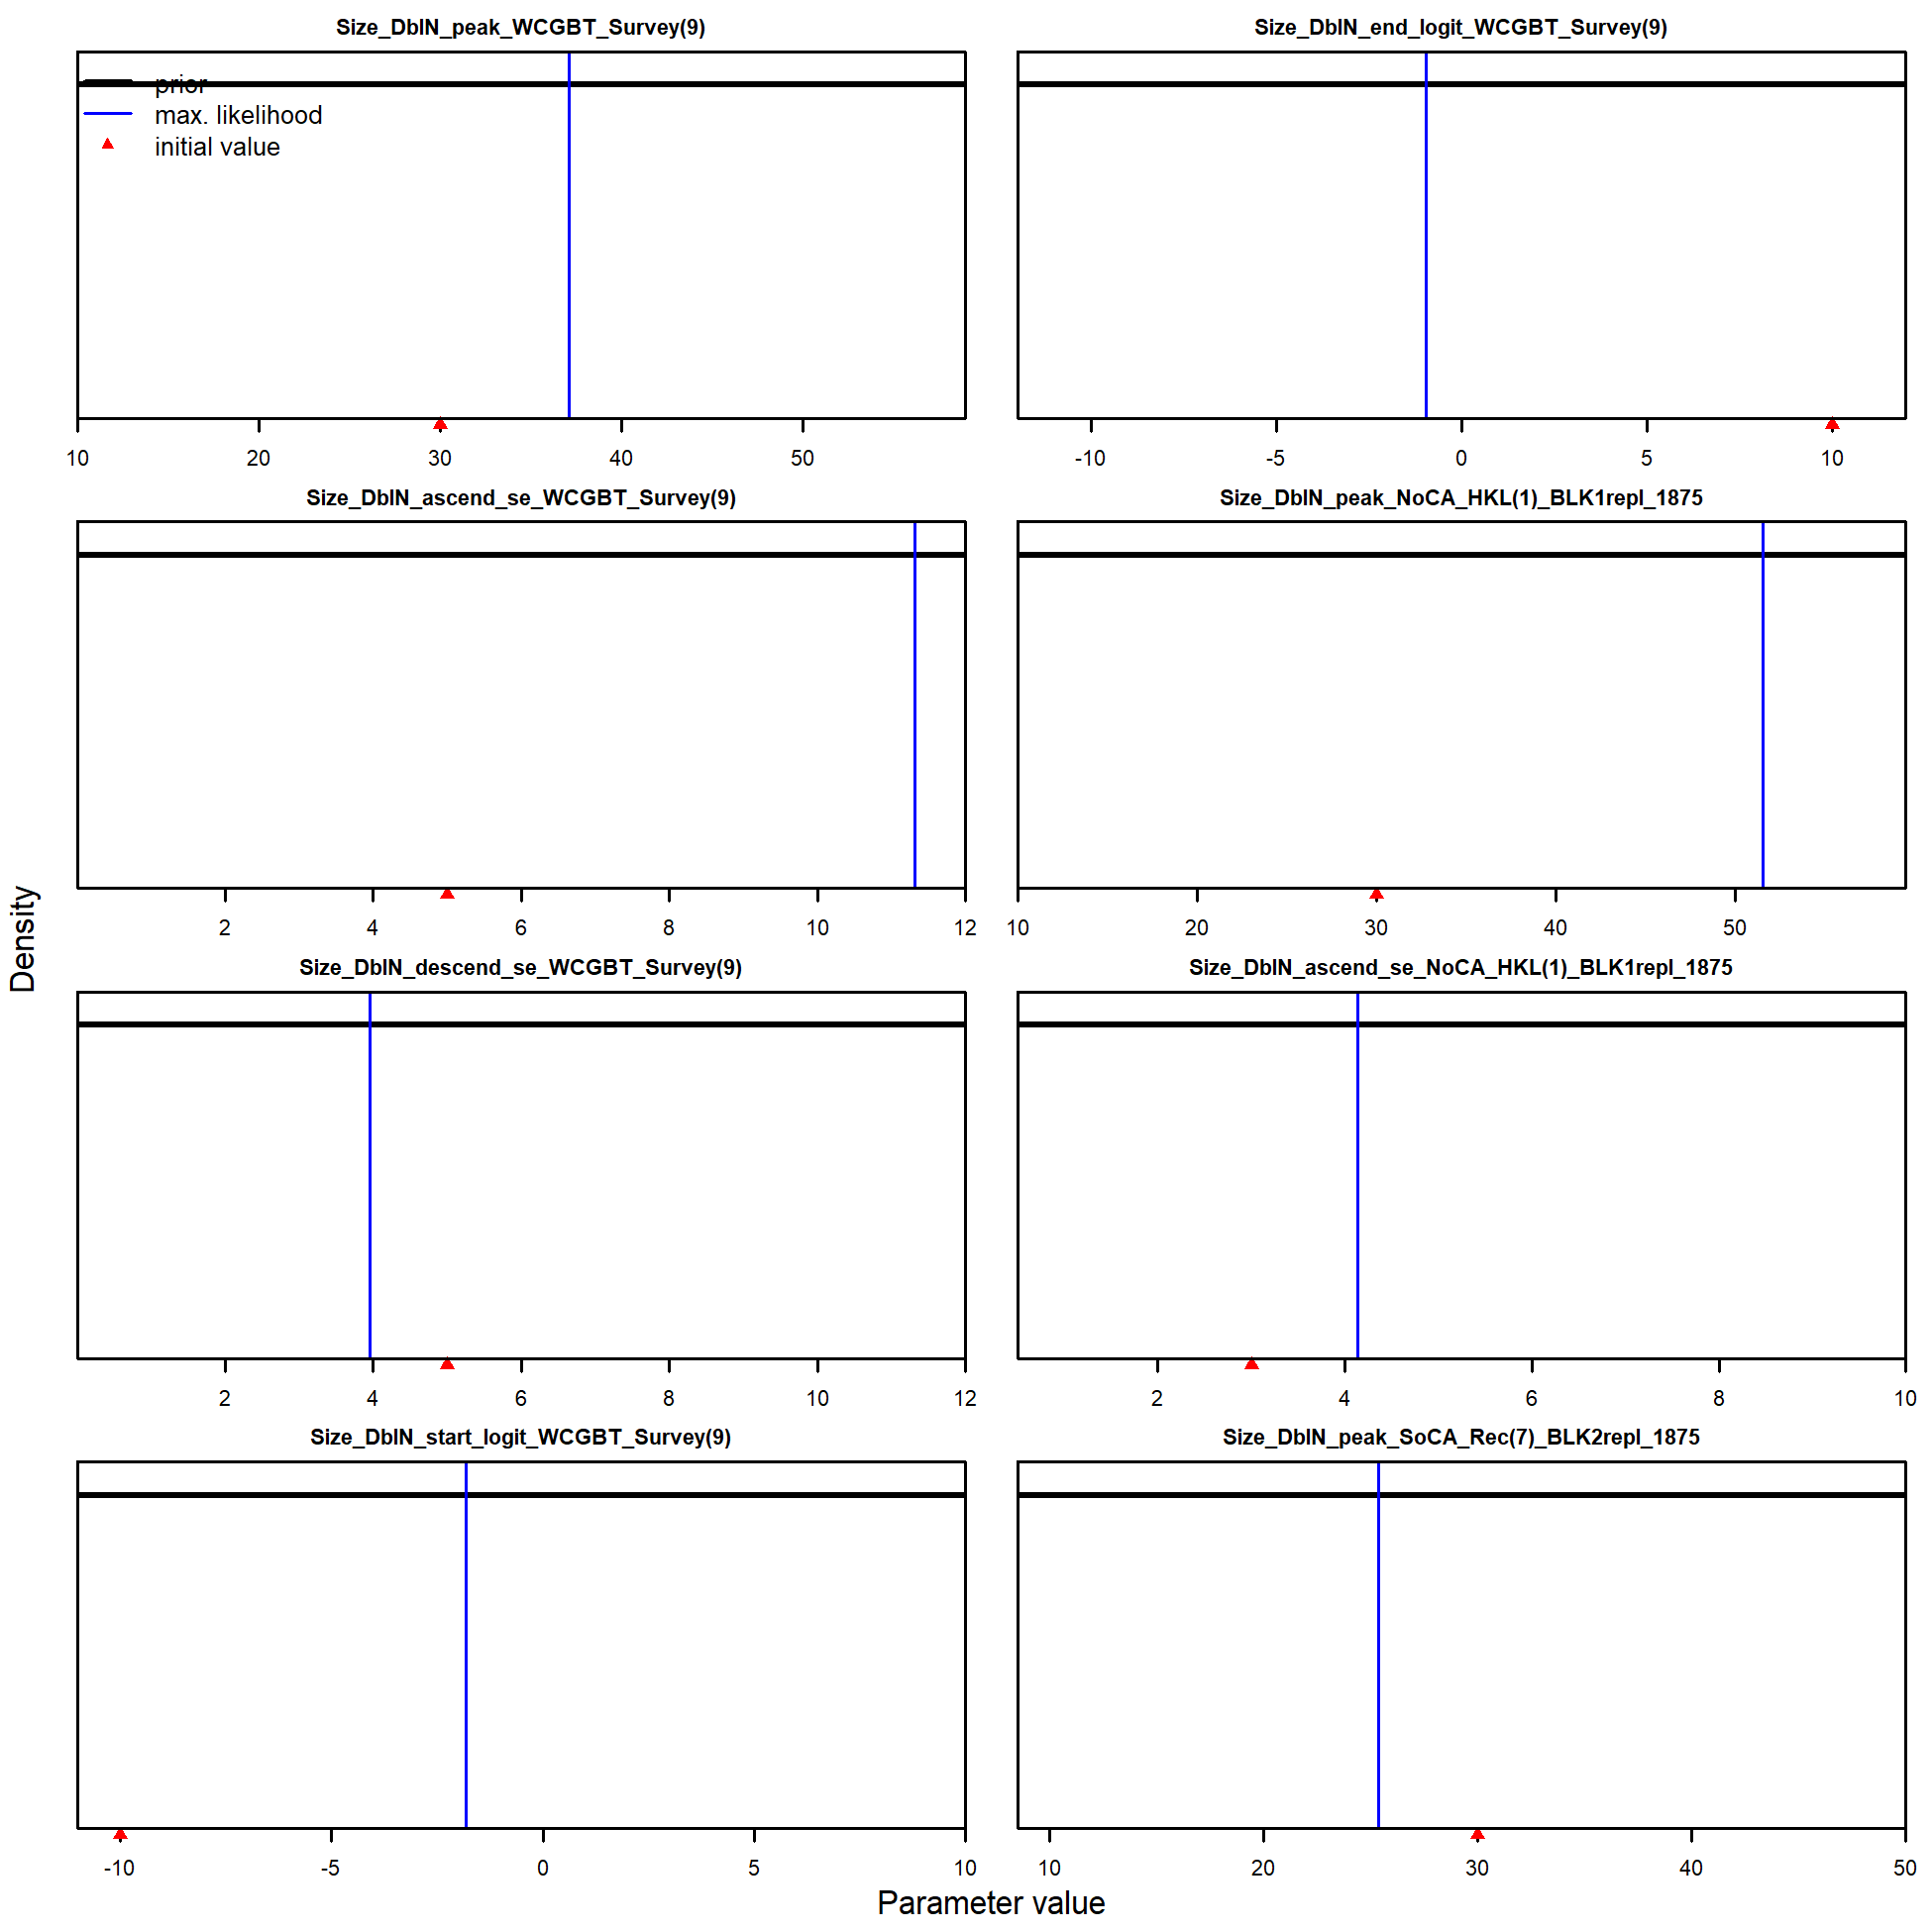 Size_DblN_peak_WCGBT_Survey(9)
prior
max. likelihood
initial value
10 20 30 40 50
Size_DblN_end_logit_WCGBT_Survey(9)
-10 -5 0 5 10
Size_DblN_ascend_se_WCGBT_Survey(9)
2 4 6 8 10 12
Size_DblN_peak_NoCA_HKL(1)_BLK1repl_1875
10 20 30 40 50
Size_DblN_descend_se_WCGBT_Survey(9)
2 4 6 8 10 12
Size_DblN_ascend_se_NoCA_HKL(1)_BLK1repl_1875
2 4 6 8 10
Size_DblN_start_logit_WCGBT_Survey(9)
-10 -5 0 5 10
Size_DblN_peak_SoCA_Rec(7)_BLK2repl_1875
10 20 30 40 50
Density
Parameter value